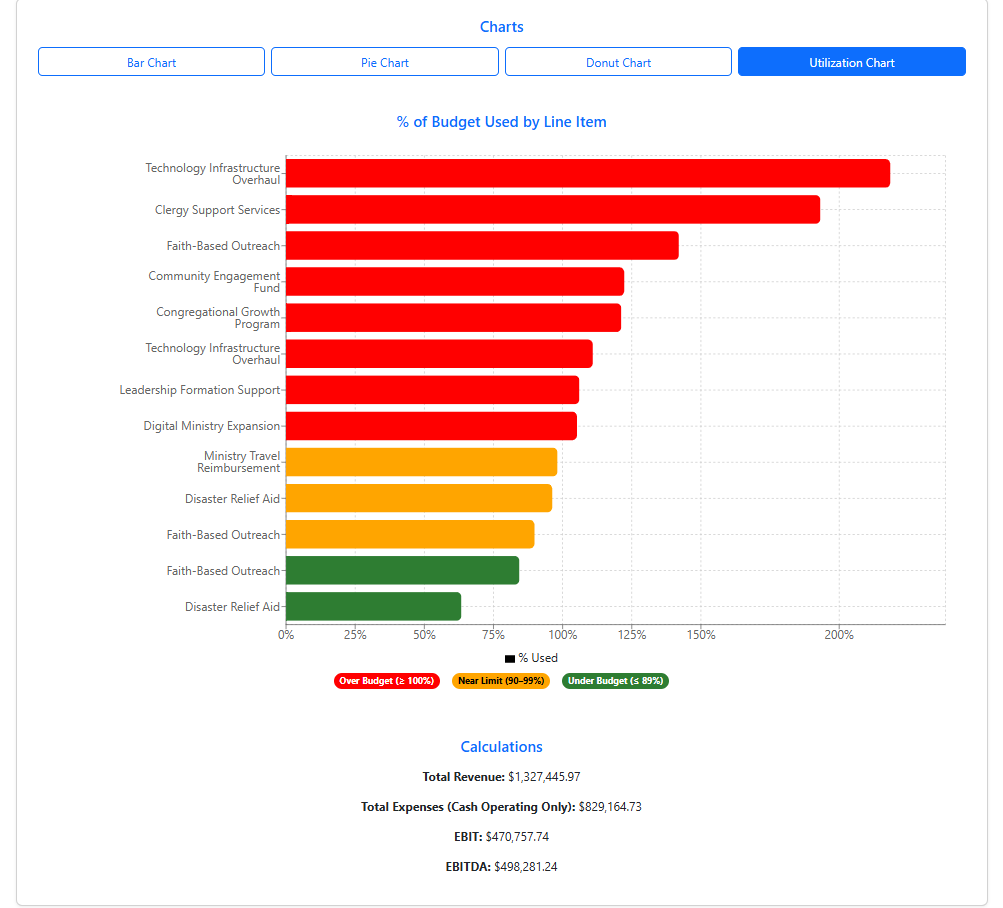 Charts
Bar Chart
Pie Chart
Donut Chart
Utilization Chart
% of Budget Used by Line Item
Technology Infrastructure
Overhaul
Clergy Support Services
Faith-Based Outreach
Community Engagement
Fund
Congregational Growth
Program
Technology Infrastructure
Overhaul
Leadership Formation Support
Digital Ministry Expansion
Ministry Travel
Reimbursement
Disaster Relief Aid
Faith-Based Outreach
Faith-Based Outreach
Disaster Relief Aid
0% 25% 50% 75% 100% 125% 150% 200%
% Used
Over Budget (≥ 100%) Near Limit (90–99%) Under Budget (≤ 89%)
Calculations
Total Revenue: $1,327,445.97
Total Expenses (Cash Operating Only): $829,164.73
EBIT: $470,757.74
EBITDA: $498,281.24